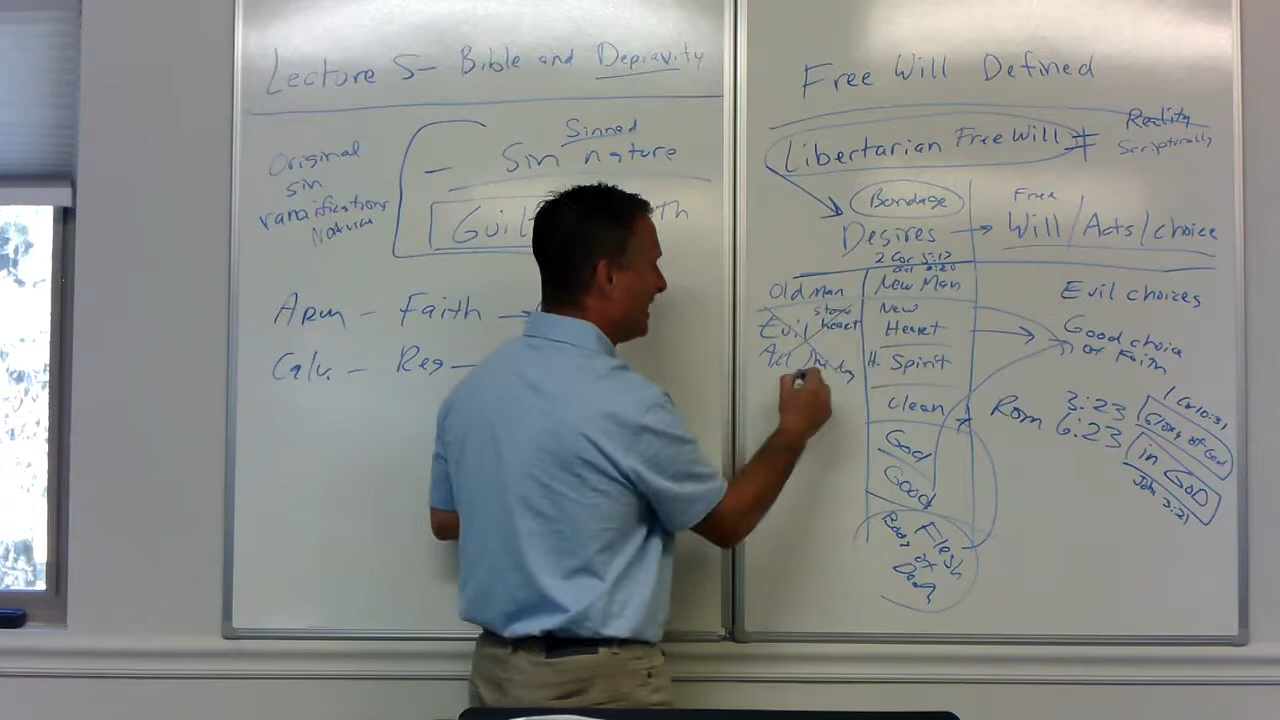 Lecture 5- Bible and Depravity
Original
sin
ramifications
Nature
Sinned
- Sin nature
Guil
th
Arm - Faith →
Calv. - Reg -
Free Will Defined
Libertarian Free Will ≠
Reality
Scripturally
Bondage
Desires →
Free
Will / Acts / choice
2 Cor 5:17
Old Man
New Man
Evil choices
stone
heart
Evil
New
Heart →
Good choice
of Faith
H. Spirit
Clean
God
Good
Flesh
Body of
Death
Rom 3:23
6:23
1 Cor 10:31
Glory of God
in GOD
John 3:21